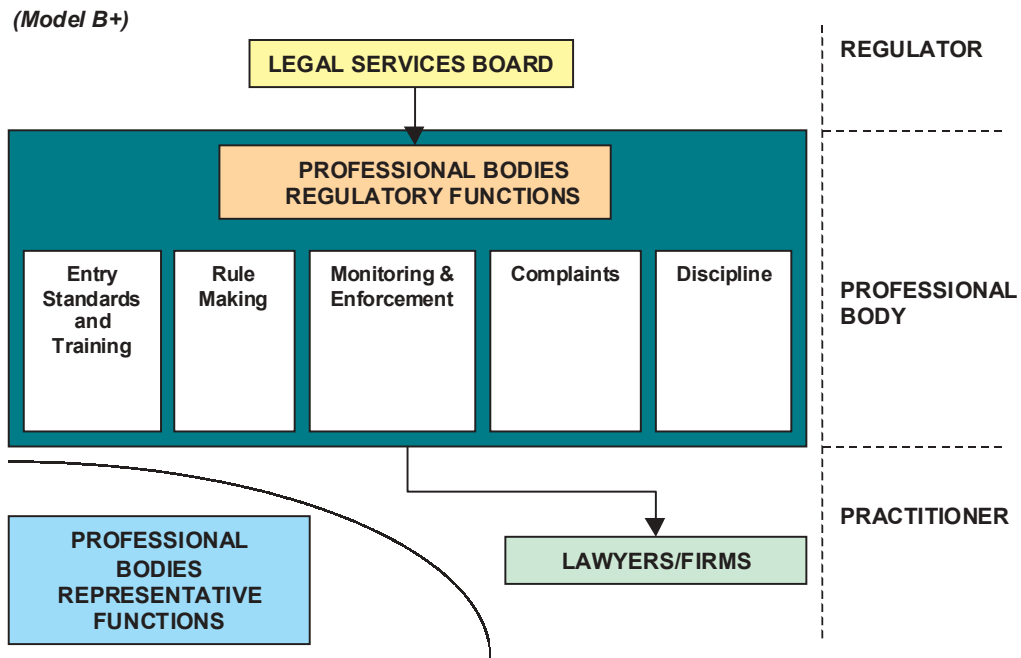 (Model B+)
LEGAL SERVICES BOARD
REGULATOR
PROFESSIONAL BODIES
REGULATORY FUNCTIONS
Entry
Standards
and
Training
Rule
Making
Monitoring &
Enforcement
Complaints
Discipline
PROFESSIONAL
BODY
PROFESSIONAL
BODIES
REPRESENTATIVE
FUNCTIONS
LAWYERS/FIRMS
PRACTITIONER